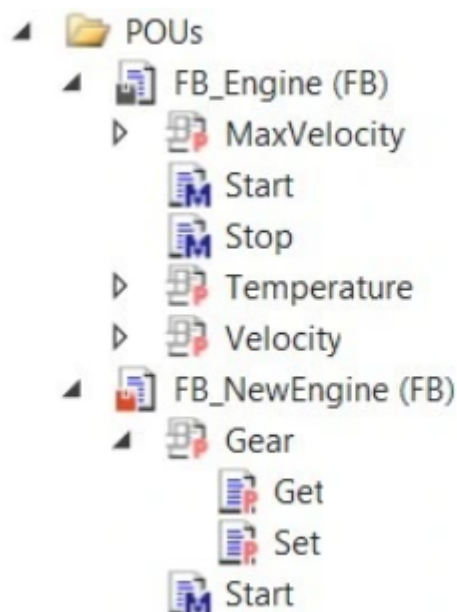 POUs
FB_Engine (FB)
MaxVelocity
Start
Stop
Temperature
Velocity
FB_NewEngine (FB)
Gear
Get
Set
Start